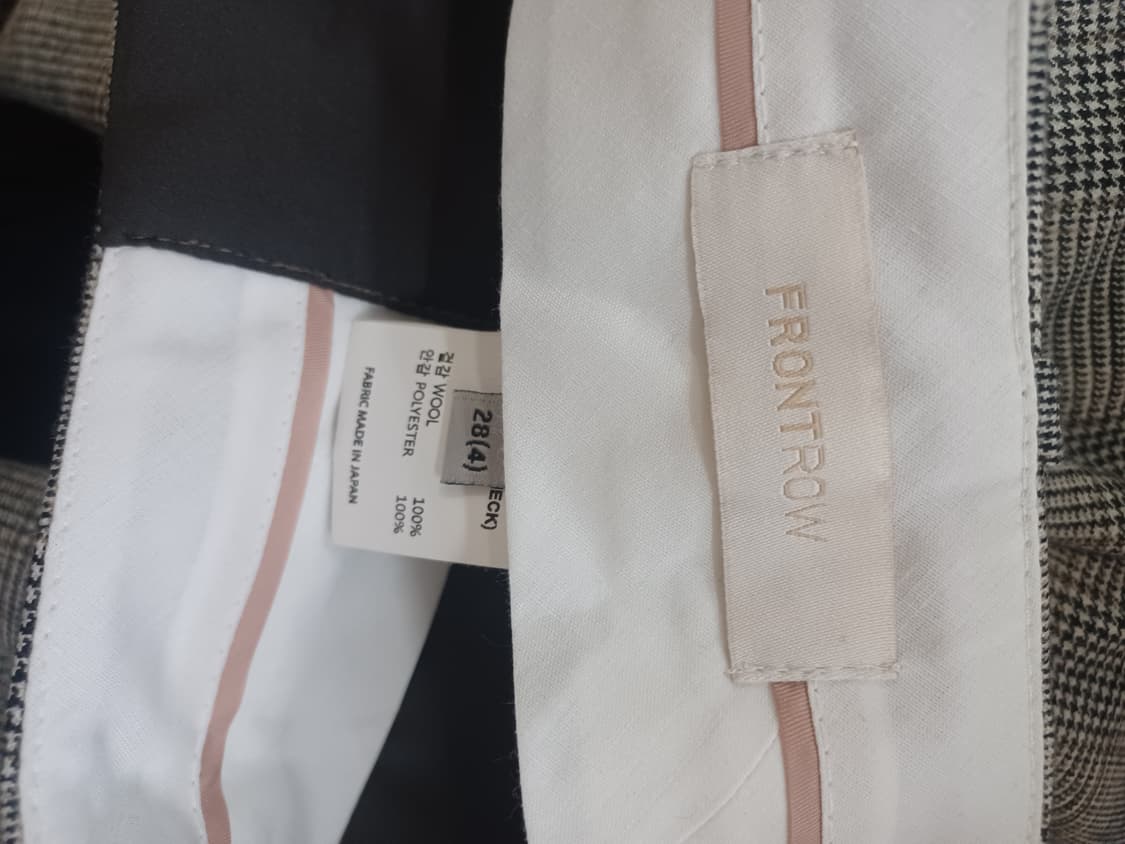 FRONTROW
28(4)
ECK)
겉감 WOOL 100%
안감 POLYESTER 100%
FABRIC MADE IN JAPAN